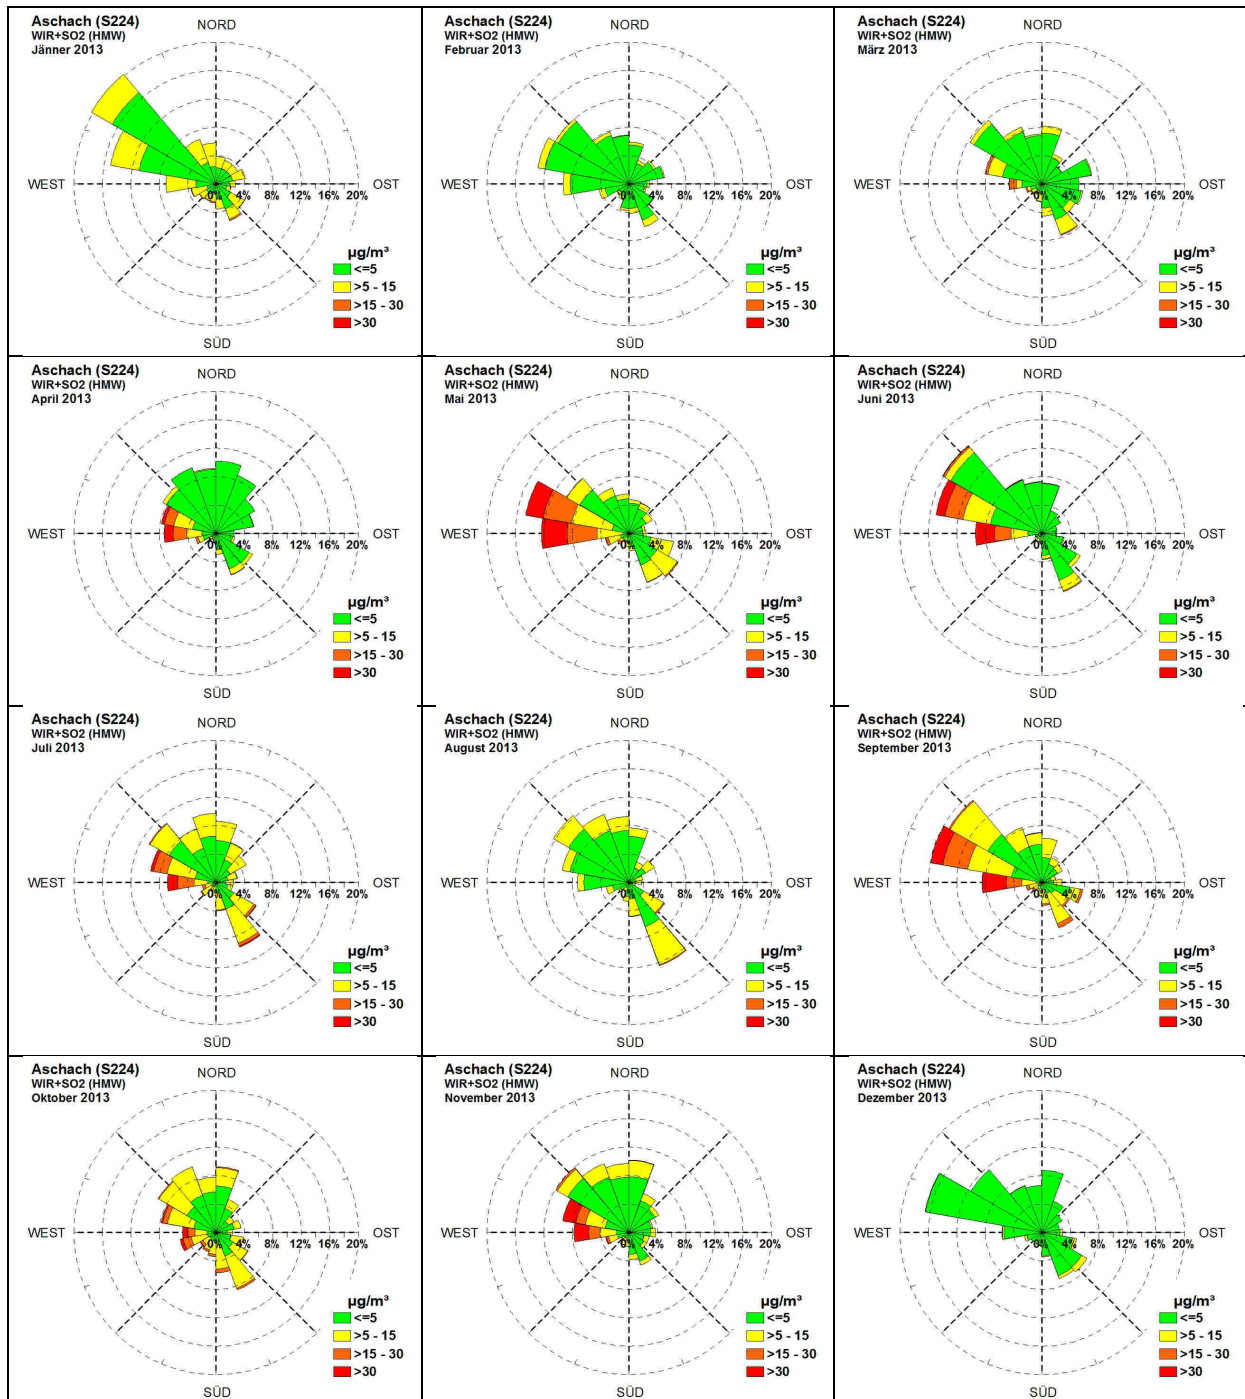 Aschach (S224)
WIR+SO2 (HMW)
Jänner 2013
NORD
WEST
OST
0% 4% 8% 12% 16% 20%
SÜD
µg/m³
<=5
>5 - 15
>15 - 30
>30
Aschach (S224)
WIR+SO2 (HMW)
Februar 2013
NORD
WEST
OST
0% 4% 8% 12% 16% 20%
SÜD
µg/m³
<=5
>5 - 15
>15 - 30
>30
Aschach (S224)
WIR+SO2 (HMW)
März 2013
NORD
WEST
OST
0% 4% 8% 12% 16% 20%
SÜD
µg/m³
<=5
>5 - 15
>15 - 30
>30
Aschach (S224)
WIR+SO2 (HMW)
April 2013
NORD
WEST
OST
0% 4% 8% 12% 16% 20%
SÜD
µg/m³
<=5
>5 - 15
>15 - 30
>30
Aschach (S224)
WIR+SO2 (HMW)
Mai 2013
NORD
WEST
OST
0% 4% 8% 12% 16% 20%
SÜD
µg/m³
<=5
>5 - 15
>15 - 30
>30
Aschach (S224)
WIR+SO2 (HMW)
Juni 2013
NORD
WEST
OST
0% 4% 8% 12% 16% 20%
SÜD
µg/m³
<=5
>5 - 15
>15 - 30
>30
Aschach (S224)
WIR+SO2 (HMW)
Juli 2013
NORD
WEST
OST
0% 4% 8% 12% 16% 20%
SÜD
µg/m³
<=5
>5 - 15
>15 - 30
>30
Aschach (S224)
WIR+SO2 (HMW)
August 2013
NORD
WEST
OST
0% 4% 8% 12% 16% 20%
SÜD
µg/m³
<=5
>5 - 15
>15 - 30
>30
Aschach (S224)
WIR+SO2 (HMW)
September 2013
NORD
WEST
OST
0% 4% 8% 12% 16% 20%
SÜD
µg/m³
<=5
>5 - 15
>15 - 30
>30
Aschach (S224)
WIR+SO2 (HMW)
Oktober 2013
NORD
WEST
OST
0% 4% 8% 12% 16% 20%
SÜD
µg/m³
<=5
>5 - 15
>15 - 30
>30
Aschach (S224)
WIR+SO2 (HMW)
November 2013
NORD
WEST
OST
0% 4% 8% 12% 16% 20%
SÜD
µg/m³
<=5
>5 - 15
>15 - 30
>30
Aschach (S224)
WIR+SO2 (HMW)
Dezember 2013
NORD
WEST
OST
0% 4% 8% 12% 16% 20%
SÜD
µg/m³
<=5
>5 - 15
>15 - 30
>30